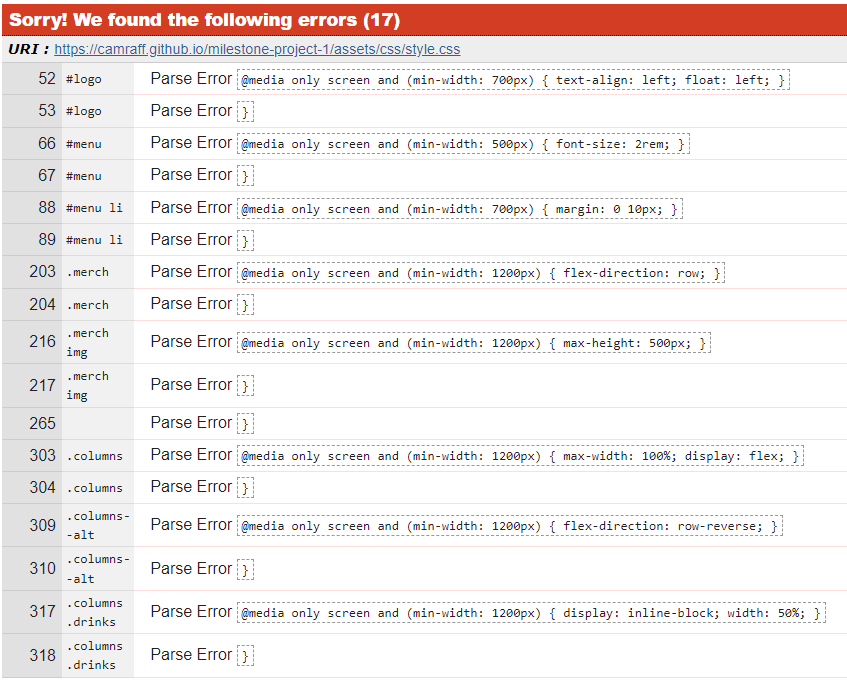 Sorry! We found the following errors (17)
URI : https://camraff.github.io/milestone-project-1/assets/css/style.css
52 #logo Parse Error @media only screen and (min-width: 700px) { text-align: left; float: left; }
53 #logo Parse Error }
66 #menu Parse Error @media only screen and (min-width: 500px) { font-size: 2rem; }
67 #menu Parse Error }
88 #menu li Parse Error @media only screen and (min-width: 700px) { margin: 0 10px; }
89 #menu li Parse Error }
203 .merch Parse Error @media only screen and (min-width: 1200px) { flex-direction: row; }
204 .merch Parse Error }
216 .merch img Parse Error @media only screen and (min-width: 1200px) { max-height: 500px; }
217 .merch img Parse Error }
265 Parse Error }
303 .columns Parse Error @media only screen and (min-width: 1200px) { max-width: 100%; display: flex; }
304 .columns Parse Error }
309 .columns--alt Parse Error @media only screen and (min-width: 1200px) { flex-direction: row-reverse; }
310 .columns--alt Parse Error }
317 .columns .drinks Parse Error @media only screen and (min-width: 1200px) { display: inline-block; width: 50%; }
318 .columns .drinks Parse Error }